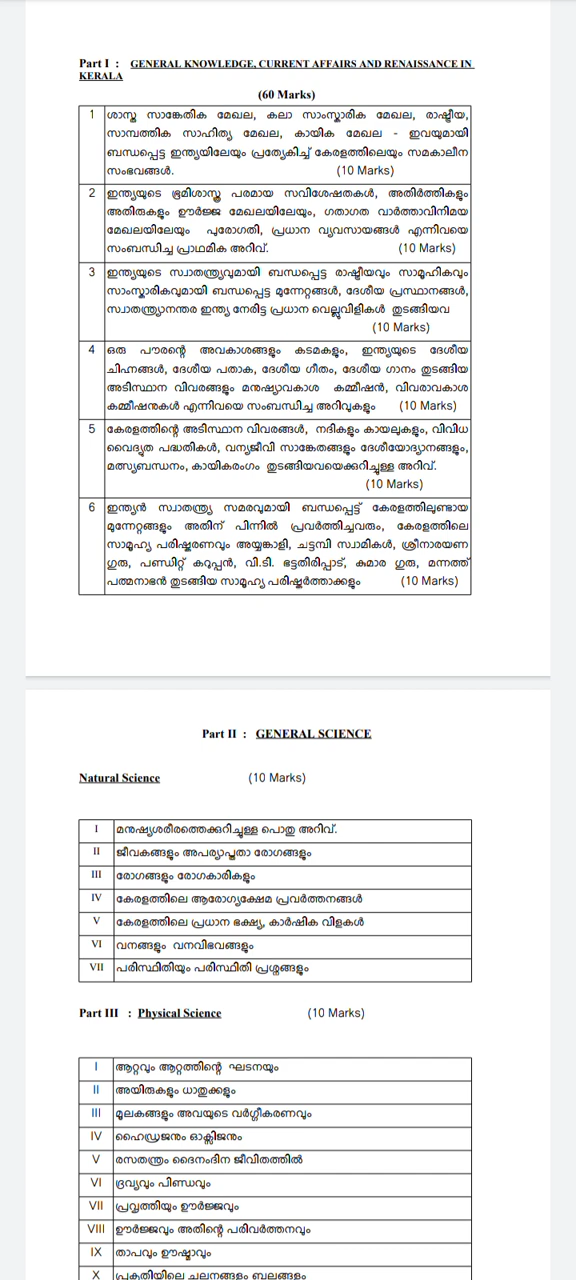 Part I : GENERAL KNOWLEDGE, CURRENT AFFAIRS AND RENAISSANCE IN
KERALA
(60 Marks)
1 ശാസ്ത്ര സാങ്കേതിക മേഖല, കലാ സാംസ്കാരിക മേഖല, രാഷ്ട്രീയ,
സാമ്പത്തിക സാഹിത്യ മേഖല, കായിക മേഖല - ഇവയുമായി
ബന്ധപ്പെട്ട ഇന്ത്യയിലേയും പ്രത്യേകിച്ച് കേരളത്തിലെയും സമകാലീന
സംഭവങ്ങൾ. (10 Marks)
2 ഇന്ത്യയുടെ ഭൂമിശാസ്ത്ര പരമായ സവിശേഷതകൾ, അതിർത്തികളും
അതിരുകളും ഊർജ്ജ മേഖലയിലേയും, ഗതാഗത വാർത്താവിനിമയ
മേഖലയിലേയും പുരോഗതി, പ്രധാന വ്യവസായങ്ങൾ എന്നിവയെ
സംബന്ധിച്ച പ്രാഥമിക അറിവ്. (10 Marks)
3 ഇന്ത്യയുടെ സ്വാതന്ത്ര്യവുമായി ബന്ധപ്പെട്ട രാഷ്ട്രീയവും സാമൂഹികവും
സാംസ്കാരികവുമായി ബന്ധപ്പെട്ട മുന്നേറ്റങ്ങൾ, ദേശീയ പ്രസ്ഥാനങ്ങൾ,
സ്വാതന്ത്ര്യാനന്തര ഇന്ത്യ നേരിട്ട പ്രധാന വെല്ലുവിളികൾ തുടങ്ങിയവ
(10 Marks)
4 ഒരു പൗരന്റെ അവകാശങ്ങളും കടമകളും, ഇന്ത്യയുടെ ദേശീയ
ചിഹ്നങ്ങൾ, ദേശീയ പതാക, ദേശീയ ഗീതം, ദേശീയ ഗാനം തുടങ്ങിയ
അടിസ്ഥാന വിവരങ്ങളും മനുഷ്യാവകാശ കമ്മീഷൻ, വിവരാവകാശ
കമ്മീഷനുകൾ എന്നിവയെ സംബന്ധിച്ച അറിവുകളും (10 Marks)
5 കേരളത്തിന്റെ അടിസ്ഥാന വിവരങ്ങൾ, നദികളും കായലുകളും, വിവിധ
വൈദ്യുത പദ്ധതികൾ, വന്യജീവി സാങ്കേതങ്ങളും ദേശീയോദ്യാനങ്ങളും,
മത്സ്യബന്ധനം, കായികരംഗം തുടങ്ങിയവയെക്കുറിച്ചുള്ള അറിവ്.
(10 Marks)
6 ഇന്ത്യൻ സ്വാതന്ത്ര്യ സമരവുമായി ബന്ധപ്പെട്ട് കേരളത്തിലുണ്ടായ
മുന്നേറ്റങ്ങളും അതിന് പിന്നിൽ പ്രവർത്തിച്ചവരും, കേരളത്തിലെ
സാമൂഹ്യ പരിഷ്കരണവും അയ്യങ്കാളി, ചട്ടമ്പി സ്വാമികൾ, ശ്രീനാരയണ
ഗുരു, പണ്ഡിറ്റ് കറുപ്പൻ, വി.ടി. ഭട്ടതിരിപ്പാട്, കുമാര ഗുരു, മന്നത്ത്
പത്മനാഭൻ തുടങ്ങിയ സാമൂഹ്യ പരിഷ്കർത്താക്കളും (10 Marks)
Part II : GENERAL SCIENCE
Natural Science (10 Marks)
I മനുഷ്യശരീരത്തെക്കുറിച്ചുള്ള പൊതു അറിവ്.
II ജീവകങ്ങളും അപര്യാപ്തതാ രോഗങ്ങളും
III രോഗങ്ങളും രോഗകാരികളും
IV കേരളത്തിലെ ആരോഗ്യക്ഷേമ പ്രവർത്തനങ്ങൾ
V കേരളത്തിലെ പ്രധാന ഭക്ഷ്യ, കാർഷിക വിളകൾ
VI വനങ്ങളും വനവിഭവങ്ങളും
VII പരിസ്ഥിതിയും പരിസ്ഥിതി പ്രശ്നങ്ങളും
Part III : Physical Science (10 Marks)
I ആറ്റവും ആറ്റത്തിന്റെ ഘടനയും
II അയിരുകളും ധാതുക്കളും
III മൂലകങ്ങളും അവയുടെ വർഗ്ഗീകരണവും
IV ഹൈഡ്രജനും ഓക്സിജനും
V രസതന്ത്രം ദൈനംദിന ജീവിതത്തിൽ
VI ദ്രവ്യവും പിണ്ഡവും
VII പ്രവൃത്തിയും ഊർജ്ജവും
VIII ഊർജ്ജവും അതിന്റെ പരിവർത്തനവും
IX താപവും ഊഷ്മാവും
X പ്രകൃതിയിലെ ചലനങ്ങളും ബലങ്ങളും